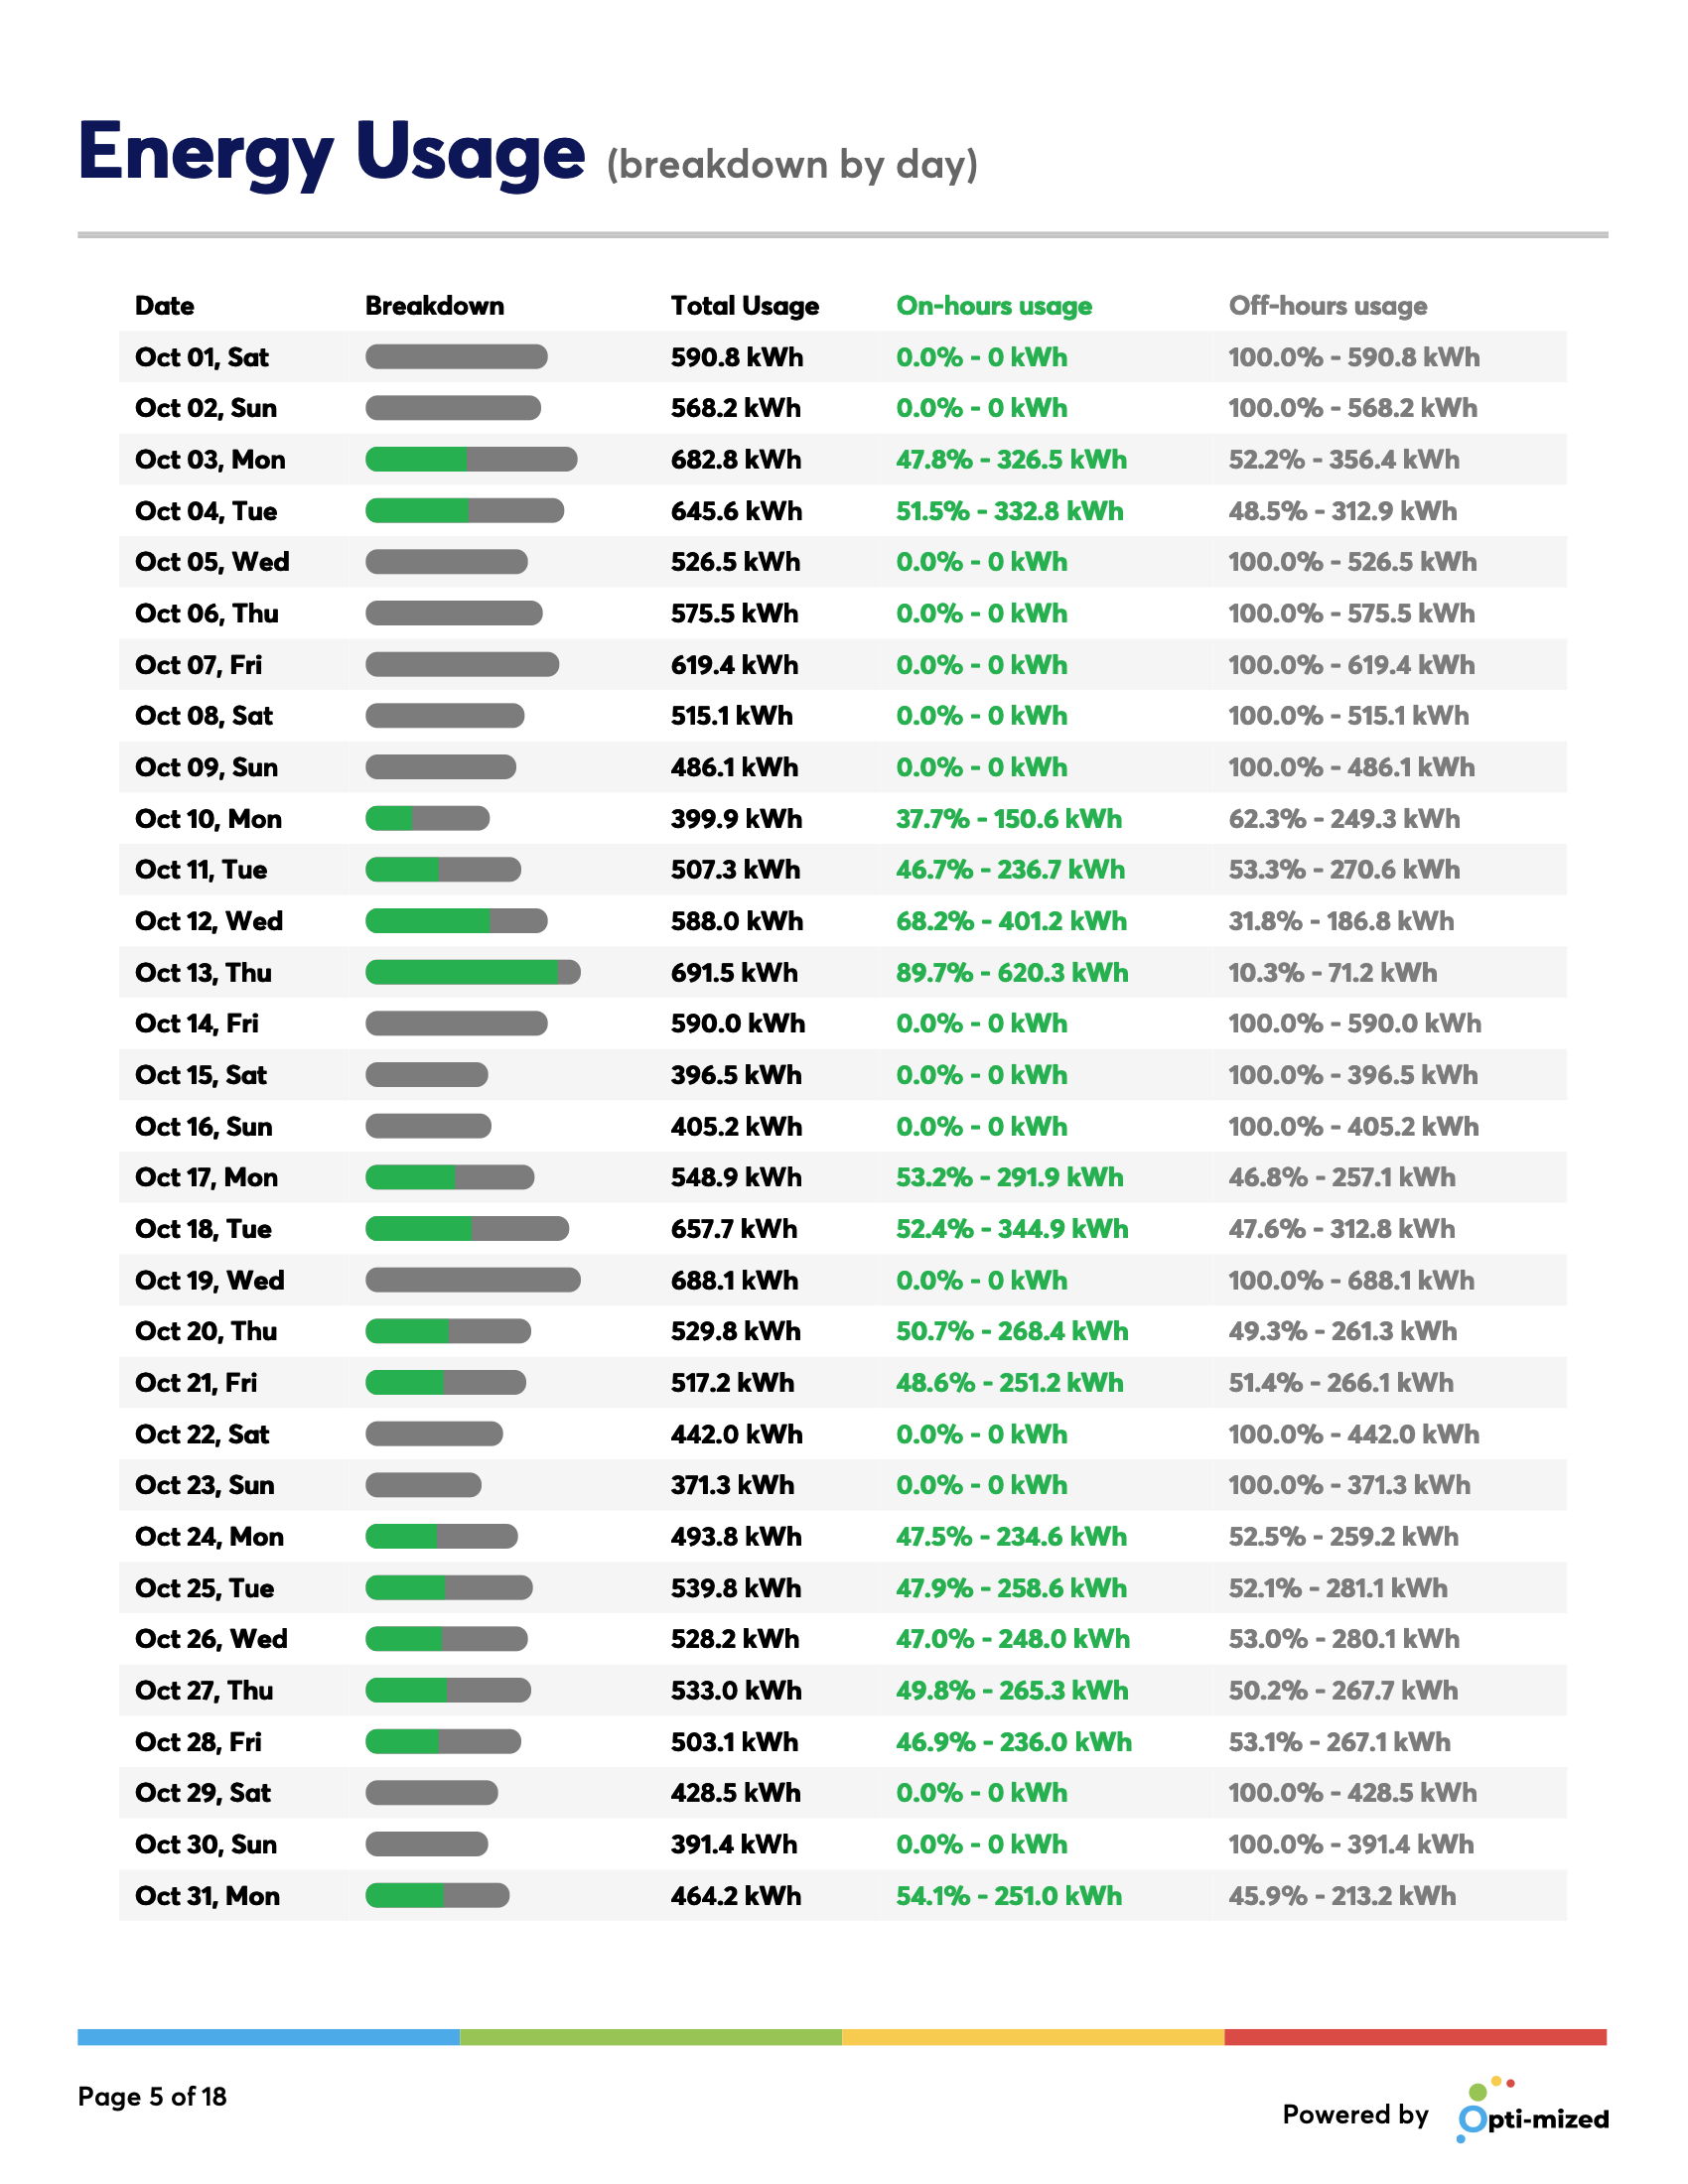 Energy Usage (breakdown by day)
Date Breakdown Total Usage On-hours usage Off-hours usage
Oct 01, Sat 590.8 kWh 0.0% - 0 kWh 100.0% - 590.8 kWh
Oct 02, Sun 568.2 kWh 0.0% - 0 kWh 100.0% - 568.2 kWh
Oct 03, Mon 682.8 kWh 47.8% - 326.5 kWh 52.2% - 356.4 kWh
Oct 04, Tue 645.6 kWh 51.5% - 332.8 kWh 48.5% - 312.9 kWh
Oct 05, Wed 526.5 kWh 0.0% - 0 kWh 100.0% - 526.5 kWh
Oct 06, Thu 575.5 kWh 0.0% - 0 kWh 100.0% - 575.5 kWh
Oct 07, Fri 619.4 kWh 0.0% - 0 kWh 100.0% - 619.4 kWh
Oct 08, Sat 515.1 kWh 0.0% - 0 kWh 100.0% - 515.1 kWh
Oct 09, Sun 486.1 kWh 0.0% - 0 kWh 100.0% - 486.1 kWh
Oct 10, Mon 399.9 kWh 37.7% - 150.6 kWh 62.3% - 249.3 kWh
Oct 11, Tue 507.3 kWh 46.7% - 236.7 kWh 53.3% - 270.6 kWh
Oct 12, Wed 588.0 kWh 68.2% - 401.2 kWh 31.8% - 186.8 kWh
Oct 13, Thu 691.5 kWh 89.7% - 620.3 kWh 10.3% - 71.2 kWh
Oct 14, Fri 590.0 kWh 0.0% - 0 kWh 100.0% - 590.0 kWh
Oct 15, Sat 396.5 kWh 0.0% - 0 kWh 100.0% - 396.5 kWh
Oct 16, Sun 405.2 kWh 0.0% - 0 kWh 100.0% - 405.2 kWh
Oct 17, Mon 548.9 kWh 53.2% - 291.9 kWh 46.8% - 257.1 kWh
Oct 18, Tue 657.7 kWh 52.4% - 344.9 kWh 47.6% - 312.8 kWh
Oct 19, Wed 688.1 kWh 0.0% - 0 kWh 100.0% - 688.1 kWh
Oct 20, Thu 529.8 kWh 50.7% - 268.4 kWh 49.3% - 261.3 kWh
Oct 21, Fri 517.2 kWh 48.6% - 251.2 kWh 51.4% - 266.1 kWh
Oct 22, Sat 442.0 kWh 0.0% - 0 kWh 100.0% - 442.0 kWh
Oct 23, Sun 371.3 kWh 0.0% - 0 kWh 100.0% - 371.3 kWh
Oct 24, Mon 493.8 kWh 47.5% - 234.6 kWh 52.5% - 259.2 kWh
Oct 25, Tue 539.8 kWh 47.9% - 258.6 kWh 52.1% - 281.1 kWh
Oct 26, Wed 528.2 kWh 47.0% - 248.0 kWh 53.0% - 280.1 kWh
Oct 27, Thu 533.0 kWh 49.8% - 265.3 kWh 50.2% - 267.7 kWh
Oct 28, Fri 503.1 kWh 46.9% - 236.0 kWh 53.1% - 267.1 kWh
Oct 29, Sat 428.5 kWh 0.0% - 0 kWh 100.0% - 428.5 kWh
Oct 30, Sun 391.4 kWh 0.0% - 0 kWh 100.0% - 391.4 kWh
Oct 31, Mon 464.2 kWh 54.1% - 251.0 kWh 45.9% - 213.2 kWh
Page 5 of 18
Powered by Opti-mized